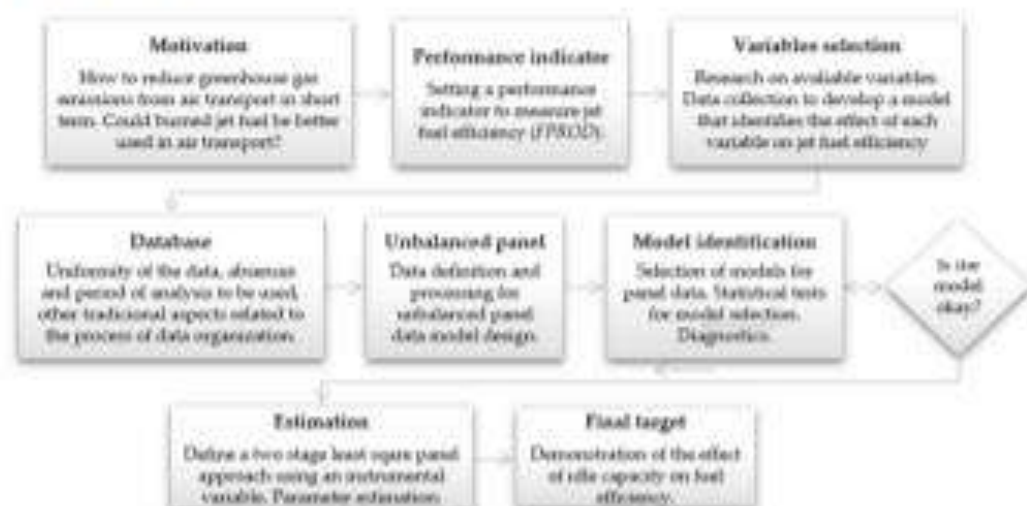 Motivation
How to reduce greenhouse gas
emissions from air transport in short
term. Could burned jet fuel be better
used in air transport?
Performance indicator
Setting a performance
indicator to measure jet
fuel efficiency (FPROD).
Variables selection
Research on available variables.
Data collection to develop a model
that identifies the effect of each
variable on jet fuel efficiency
Database
Uniformity of the data, absences
and period of analysis to be used,
other tradicional aspects related to
the process of data organization.
Unbalanced panel
Data definition and
processing for
unbalanced panel
data model design.
Model identification
Selection of models for
panel data. Statistical tests
for model selection.
Diagnostics.
Is the
model
okay?
Estimation
Define a two stage least squre panel
approach using an instrumental
variable. Parameter estimation
Final target
Demonstration of the effect
of idle capacity on fuel
efficiency.